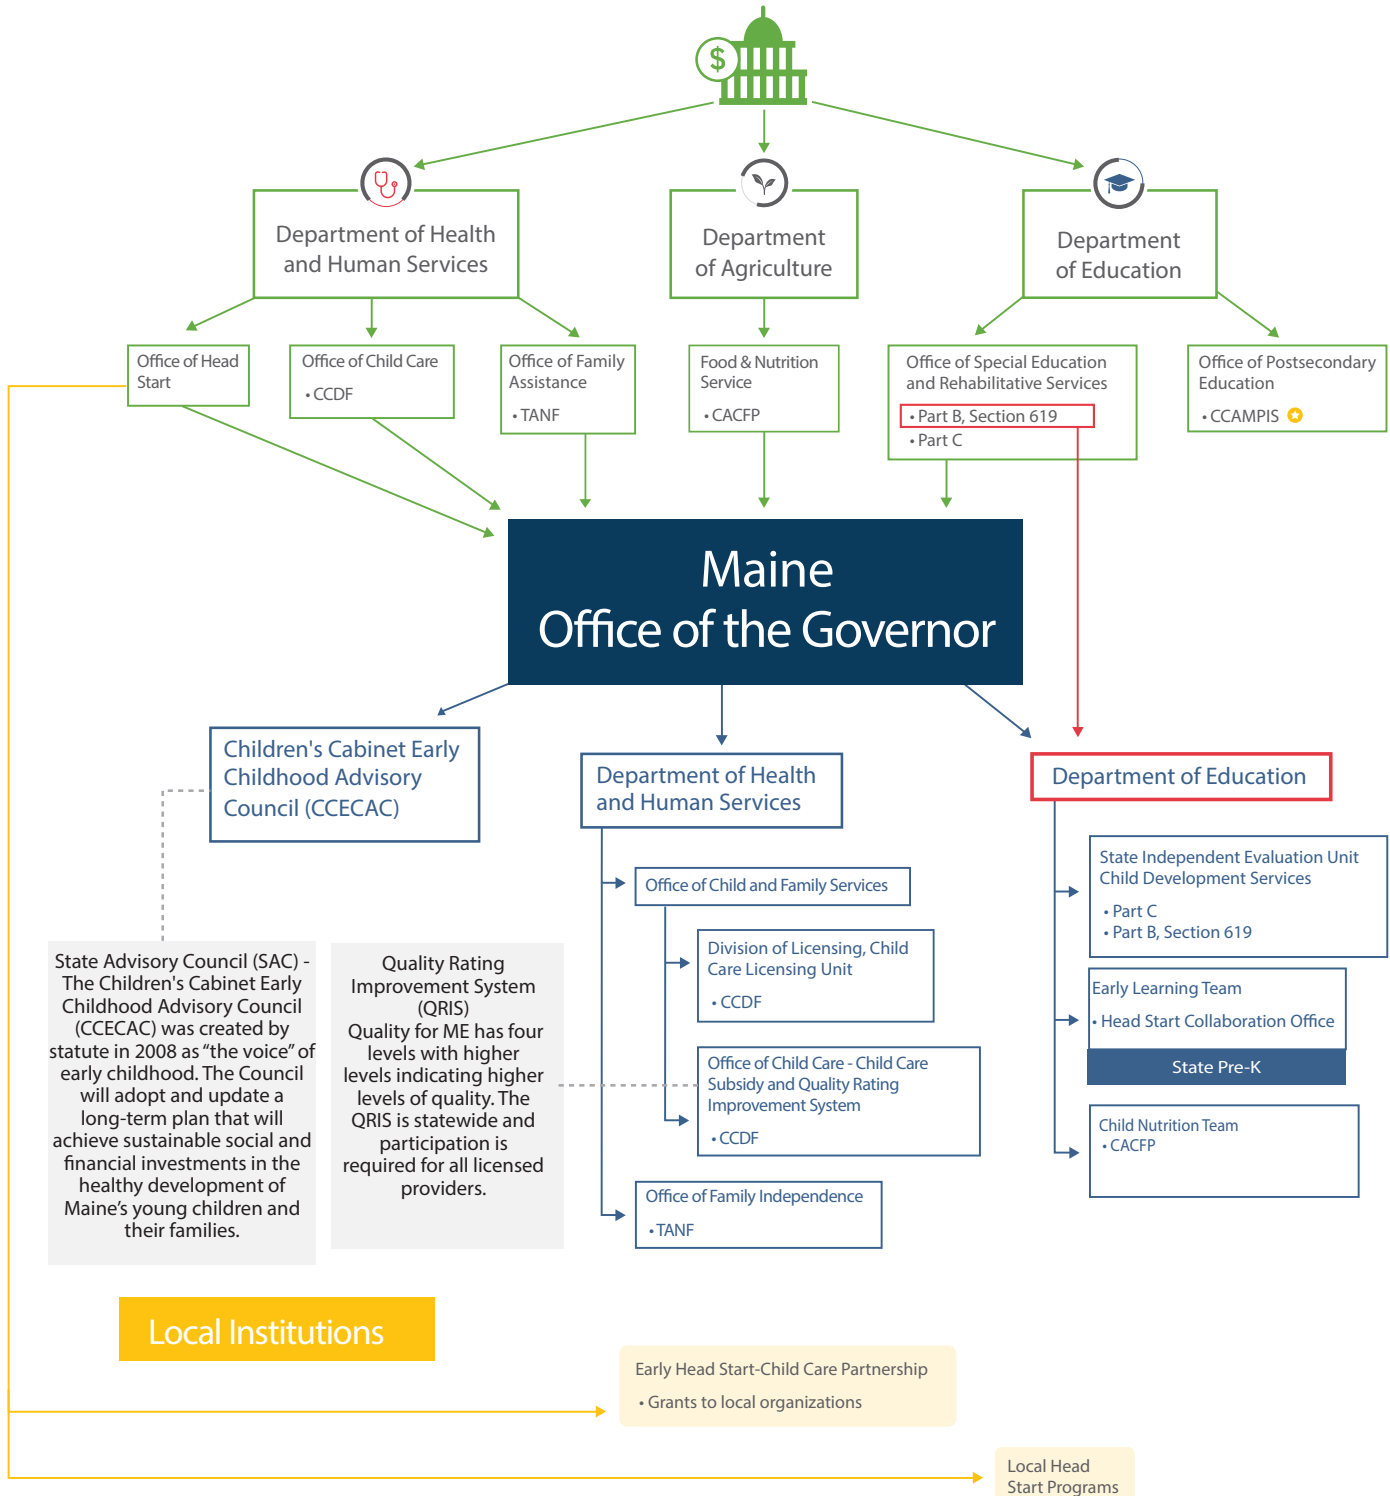 $
Department of Health
and Human Services
Department
of Agriculture
Department
of Education
Office of Head
Start
Office of Child Care
• CCDF
Office of Family
Assistance
• TANF
Food & Nutrition
Service
• CACFP
Office of Special Education
and Rehabilitative Services
• Part B, Section 619
• Part C
Office of Postsecondary
Education
• CCAMPIS
Maine
Office of the Governor
Children's Cabinet Early
Childhood Advisory
Council (CCECAC)
Department of Health
and Human Services
Department of Education
Office of Child and Family Services
Division of Licensing, Child
Care Licensing Unit
• CCDF
Office of Child Care - Child Care
Subsidy and Quality Rating
Improvement System
• CCDF
Office of Family Independence
• TANF
State Independent Evaluation Unit
Child Development Services
• Part C
• Part B, Section 619
Early Learning Team
• Head Start Collaboration Office
State Pre-K
Child Nutrition Team
• CACFP
State Advisory Council (SAC) -
The Children's Cabinet Early
Childhood Advisory Council
(CCECAC) was created by
statute in 2008 as “the voice” of
early childhood. The Council
will adopt and update a
long-term plan that will
achieve sustainable social and
financial investments in the
healthy development of
Maine’s young children and
their families.
Quality Rating
Improvement System
(QRIS)
Quality for ME has four
levels with higher
levels indicating higher
levels of quality. The
QRIS is statewide and
participation is
required for all licensed
providers.
Local Institutions
Early Head Start-Child Care Partnership
• Grants to local organizations
Local Head
Start Programs